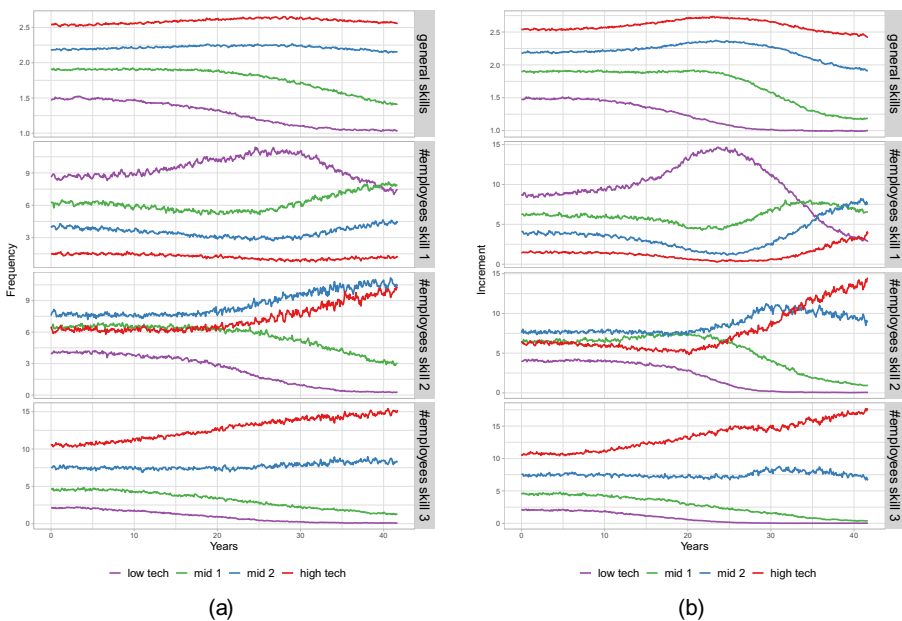 Frequency
2.5
2.0
1.5
1.0
general skills
9
6
3
#employees skill 1
9
6
3
0
#employees skill 2
15
10
5
0
#employees skill 3
0 10 20 30 40
Years
low tech mid 1 mid 2 high tech
(a)
Increment
2.5
2.0
1.5
1.0
general skills
15
10
5
0
#employees skill 1
15
10
5
0
#employees skill 2
15
10
5
0
#employees skill 3
0 10 20 30 40
Years
low tech mid 1 mid 2 high tech
(b)